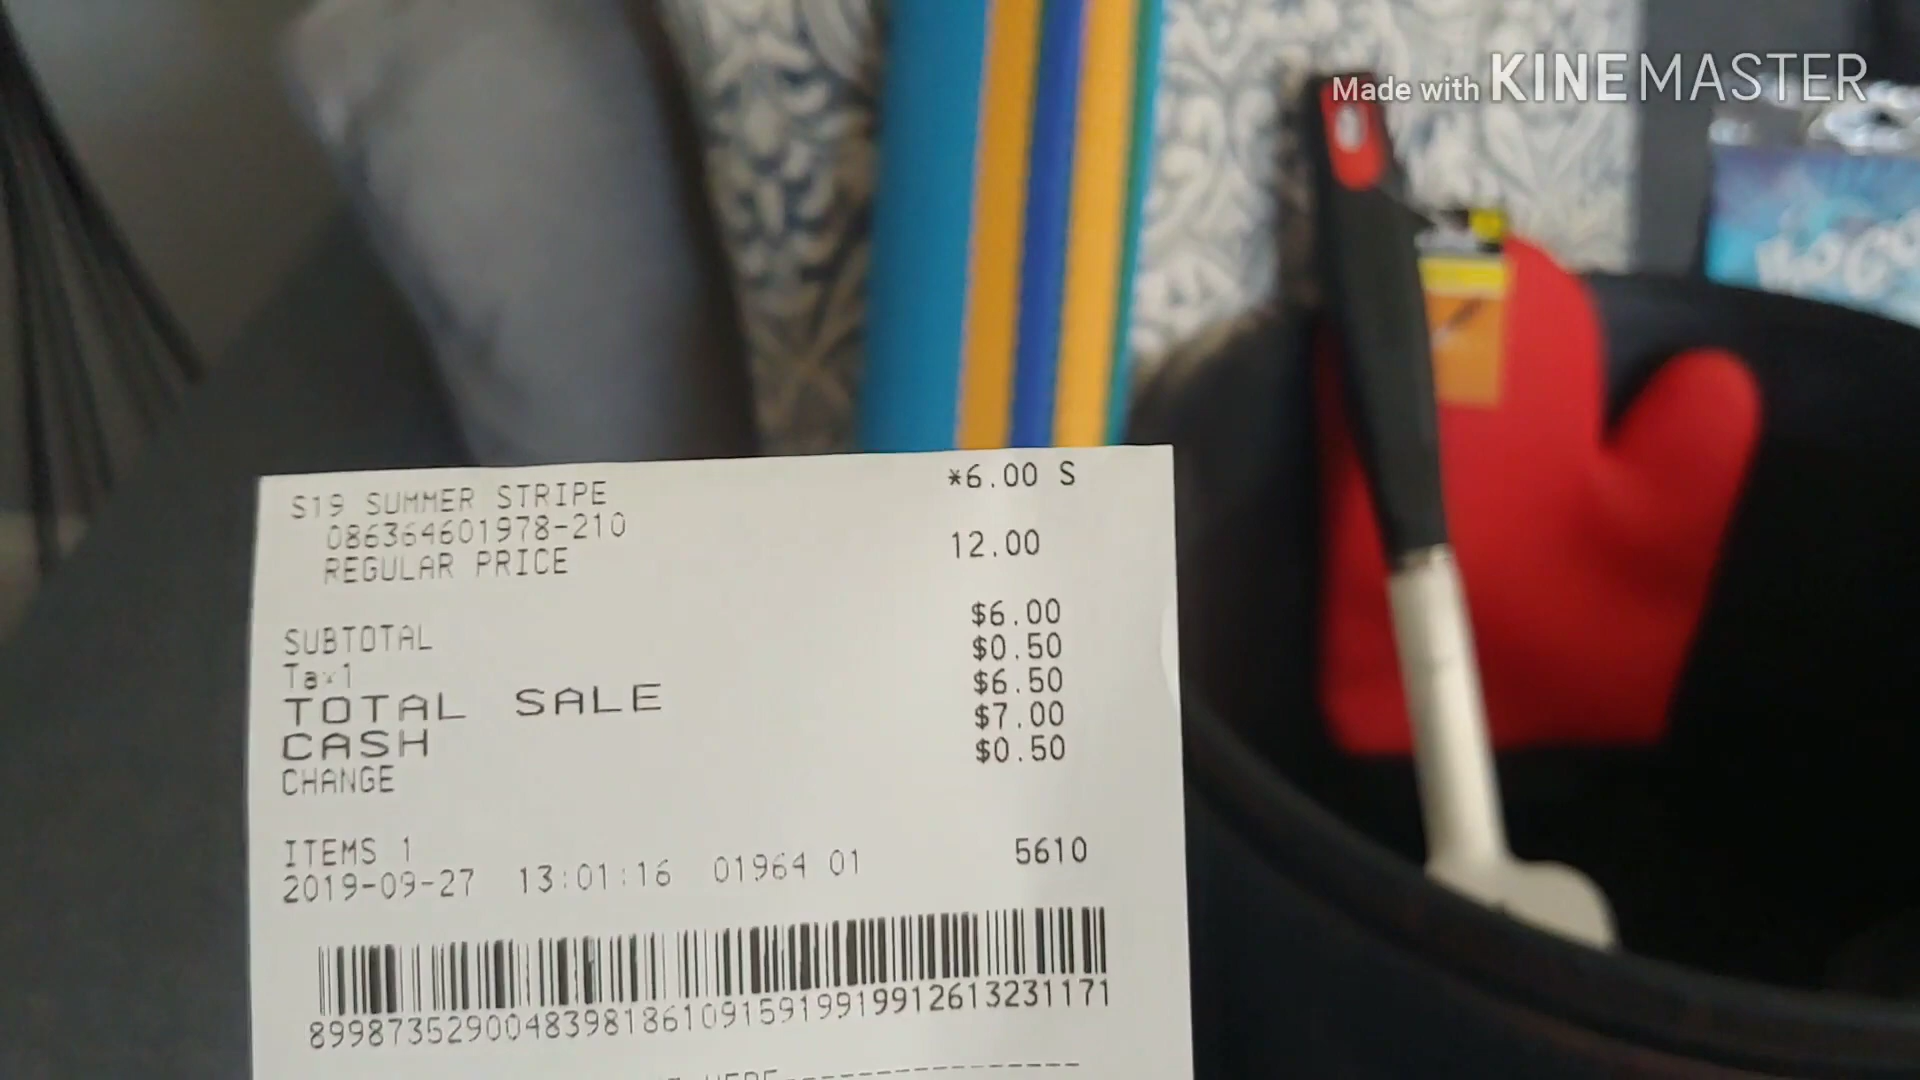 Made with KINEMASTER
S19 SUMMER STRIPE *6.00 S
086364601978-210
REGULAR PRICE 12.00
SUBTOTAL $6.00
Tax1 $0.50
TOTAL SALE $6.50
CASH $7.00
CHANGE $0.50
ITEMS 1
2019-09-27 13:01:16 01964 01 5610
899873529004839818610915919919912613231171
HERE